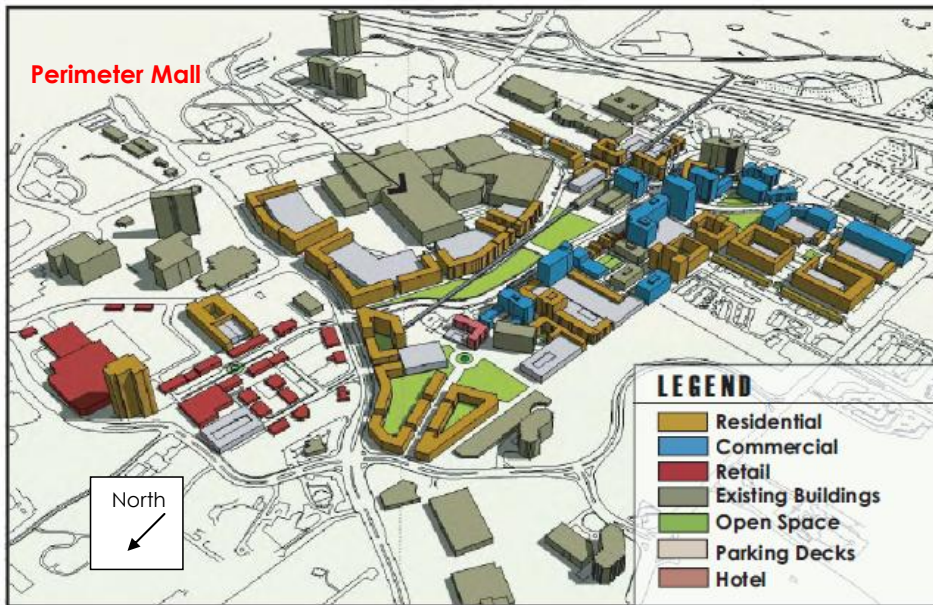 Perimeter Mall
LEGEND
Residential
Commercial
Retail
Existing Buildings
Open Space
Parking Decks
Hotel
North